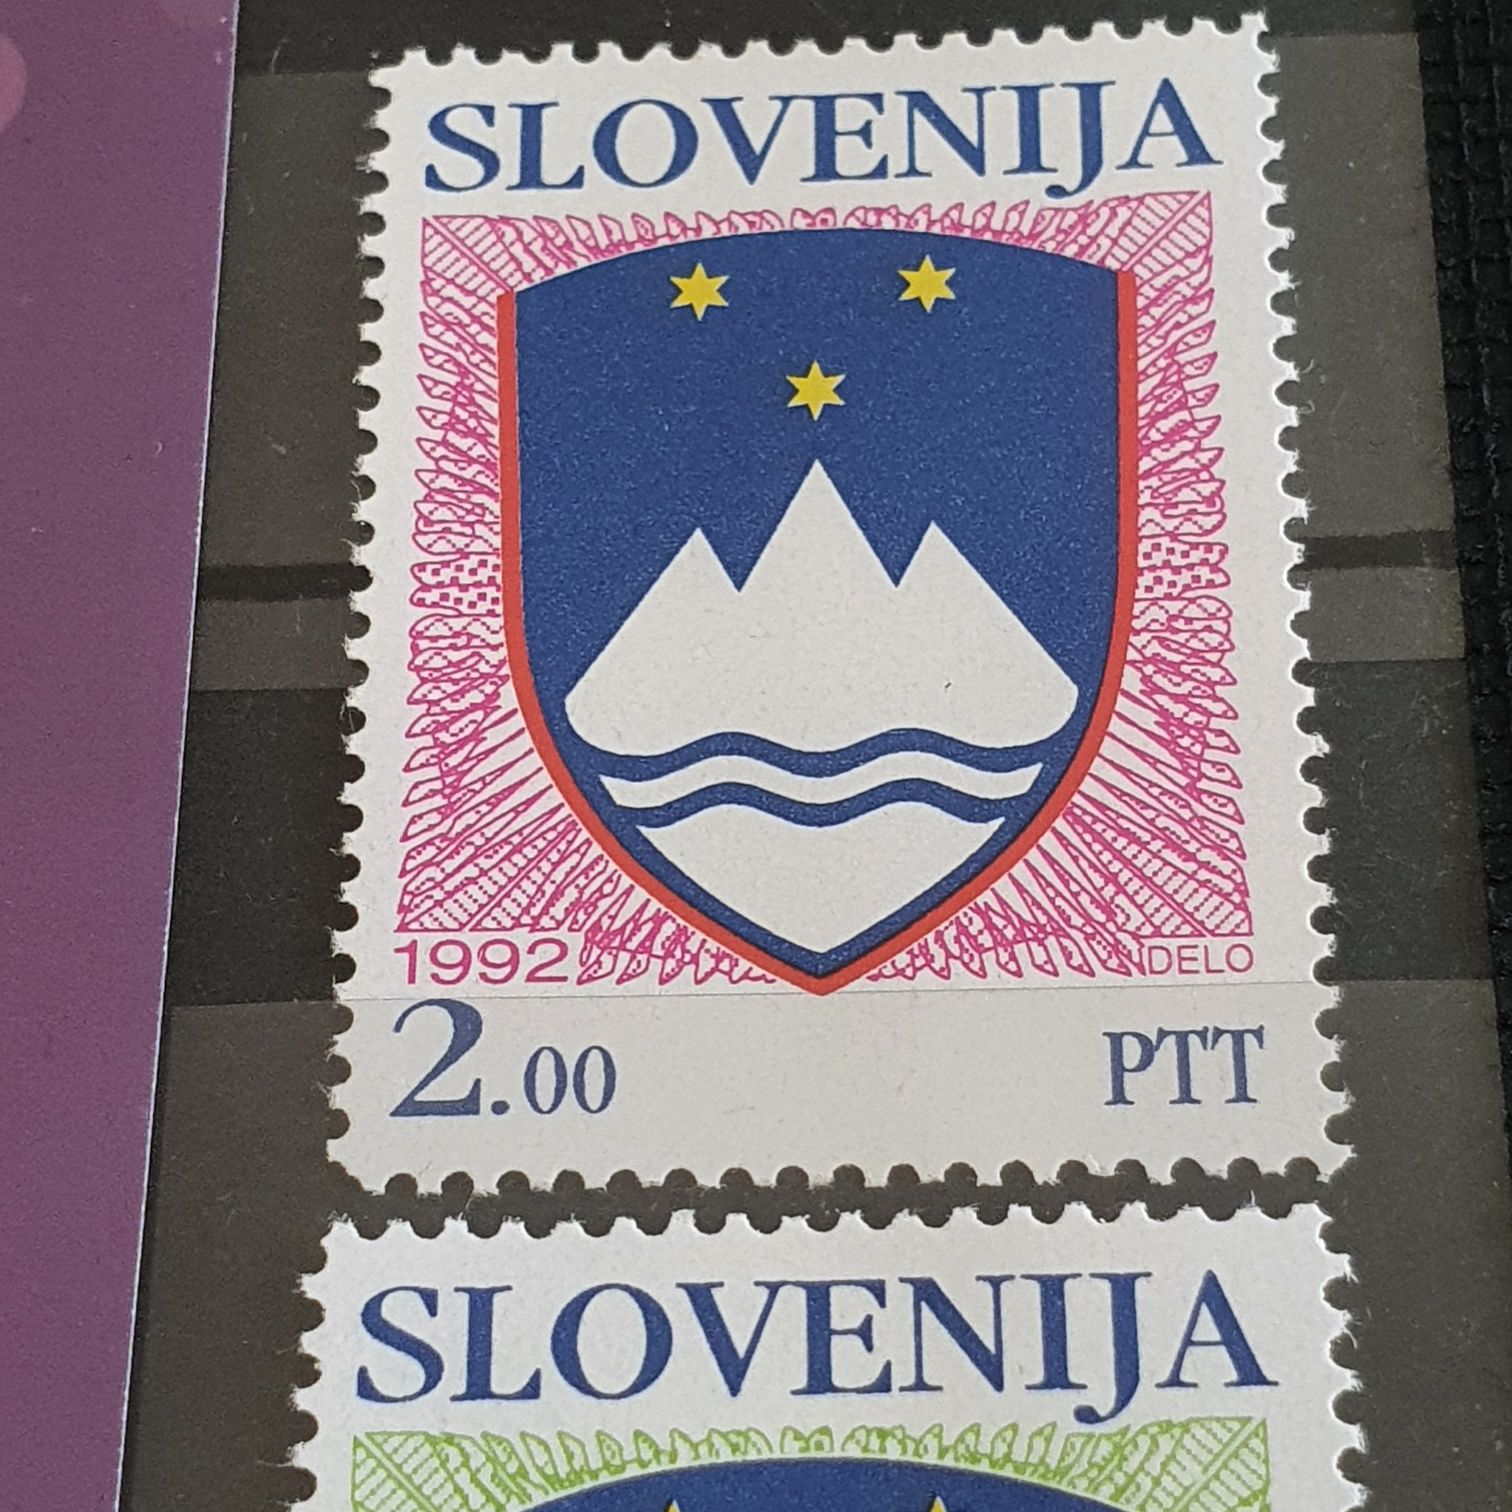 SLOVENIJA
1992 DELO
2.00 PTT
SLOVENIJA